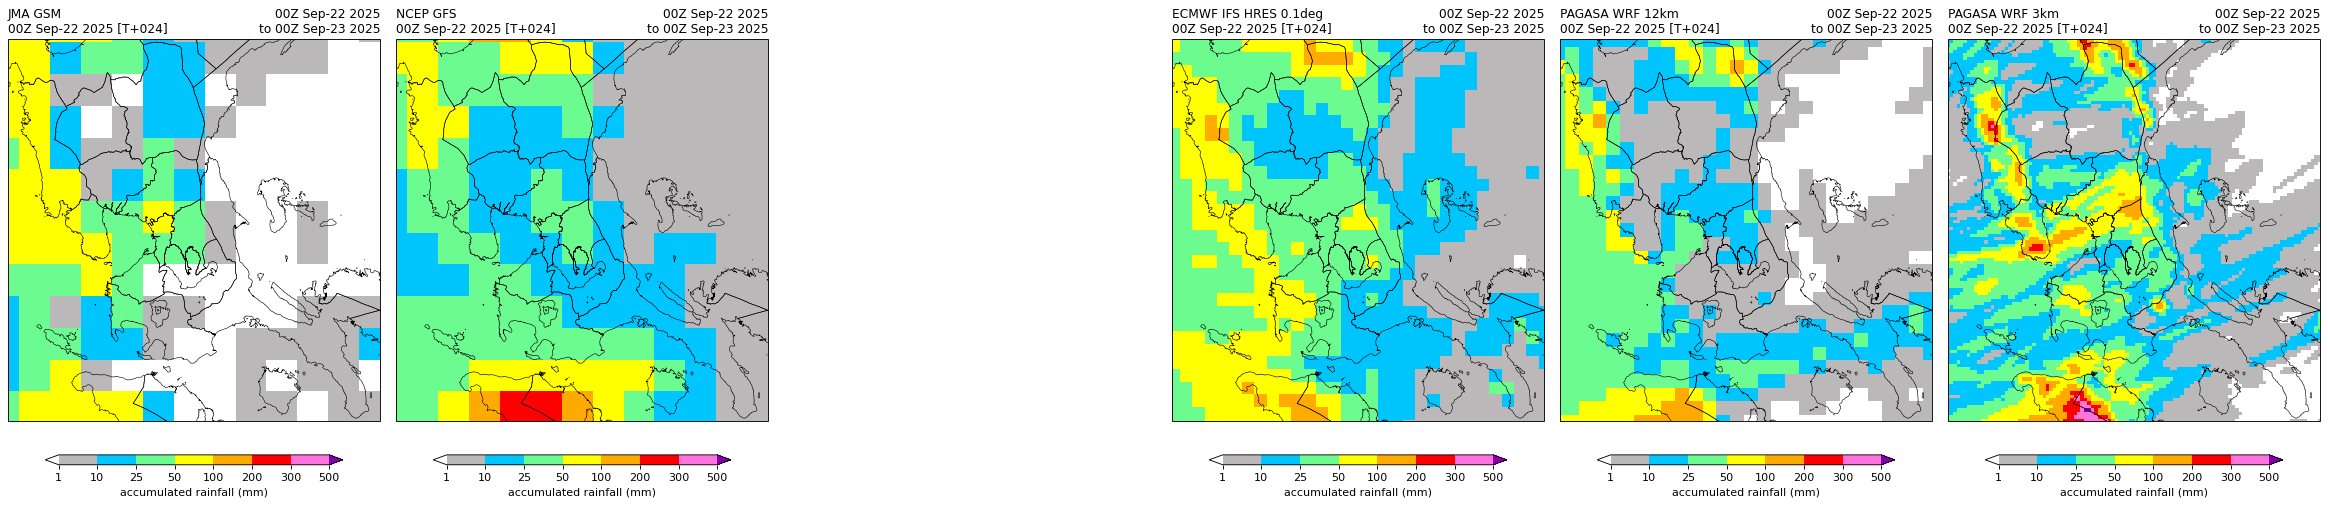 JMA GSM 00Z Sep-22 2025
00Z Sep-22 2025 [T+024] to 00Z Sep-23 2025
1 10 25 50 100 200 300 500
accumulated rainfall (mm)
NCEP GFS 00Z Sep-22 2025
00Z Sep-22 2025 [T+024] to 00Z Sep-23 2025
1 10 25 50 100 200 300 500
accumulated rainfall (mm)
ECMWF IFS HRES 0.1deg 00Z Sep-22 2025
00Z Sep-22 2025 [T+024] to 00Z Sep-23 2025
1 10 25 50 100 200 300 500
accumulated rainfall (mm)
PAGASA WRF 12km 00Z Sep-22 2025
00Z Sep-22 2025 [T+024] to 00Z Sep-23 2025
1 10 25 50 100 200 300 500
accumulated rainfall (mm)
PAGASA WRF 3km 00Z Sep-22 2025
00Z Sep-22 2025 [T+024] to 00Z Sep-23 2025
1 10 25 50 100 200 300 500
accumulated rainfall (mm)